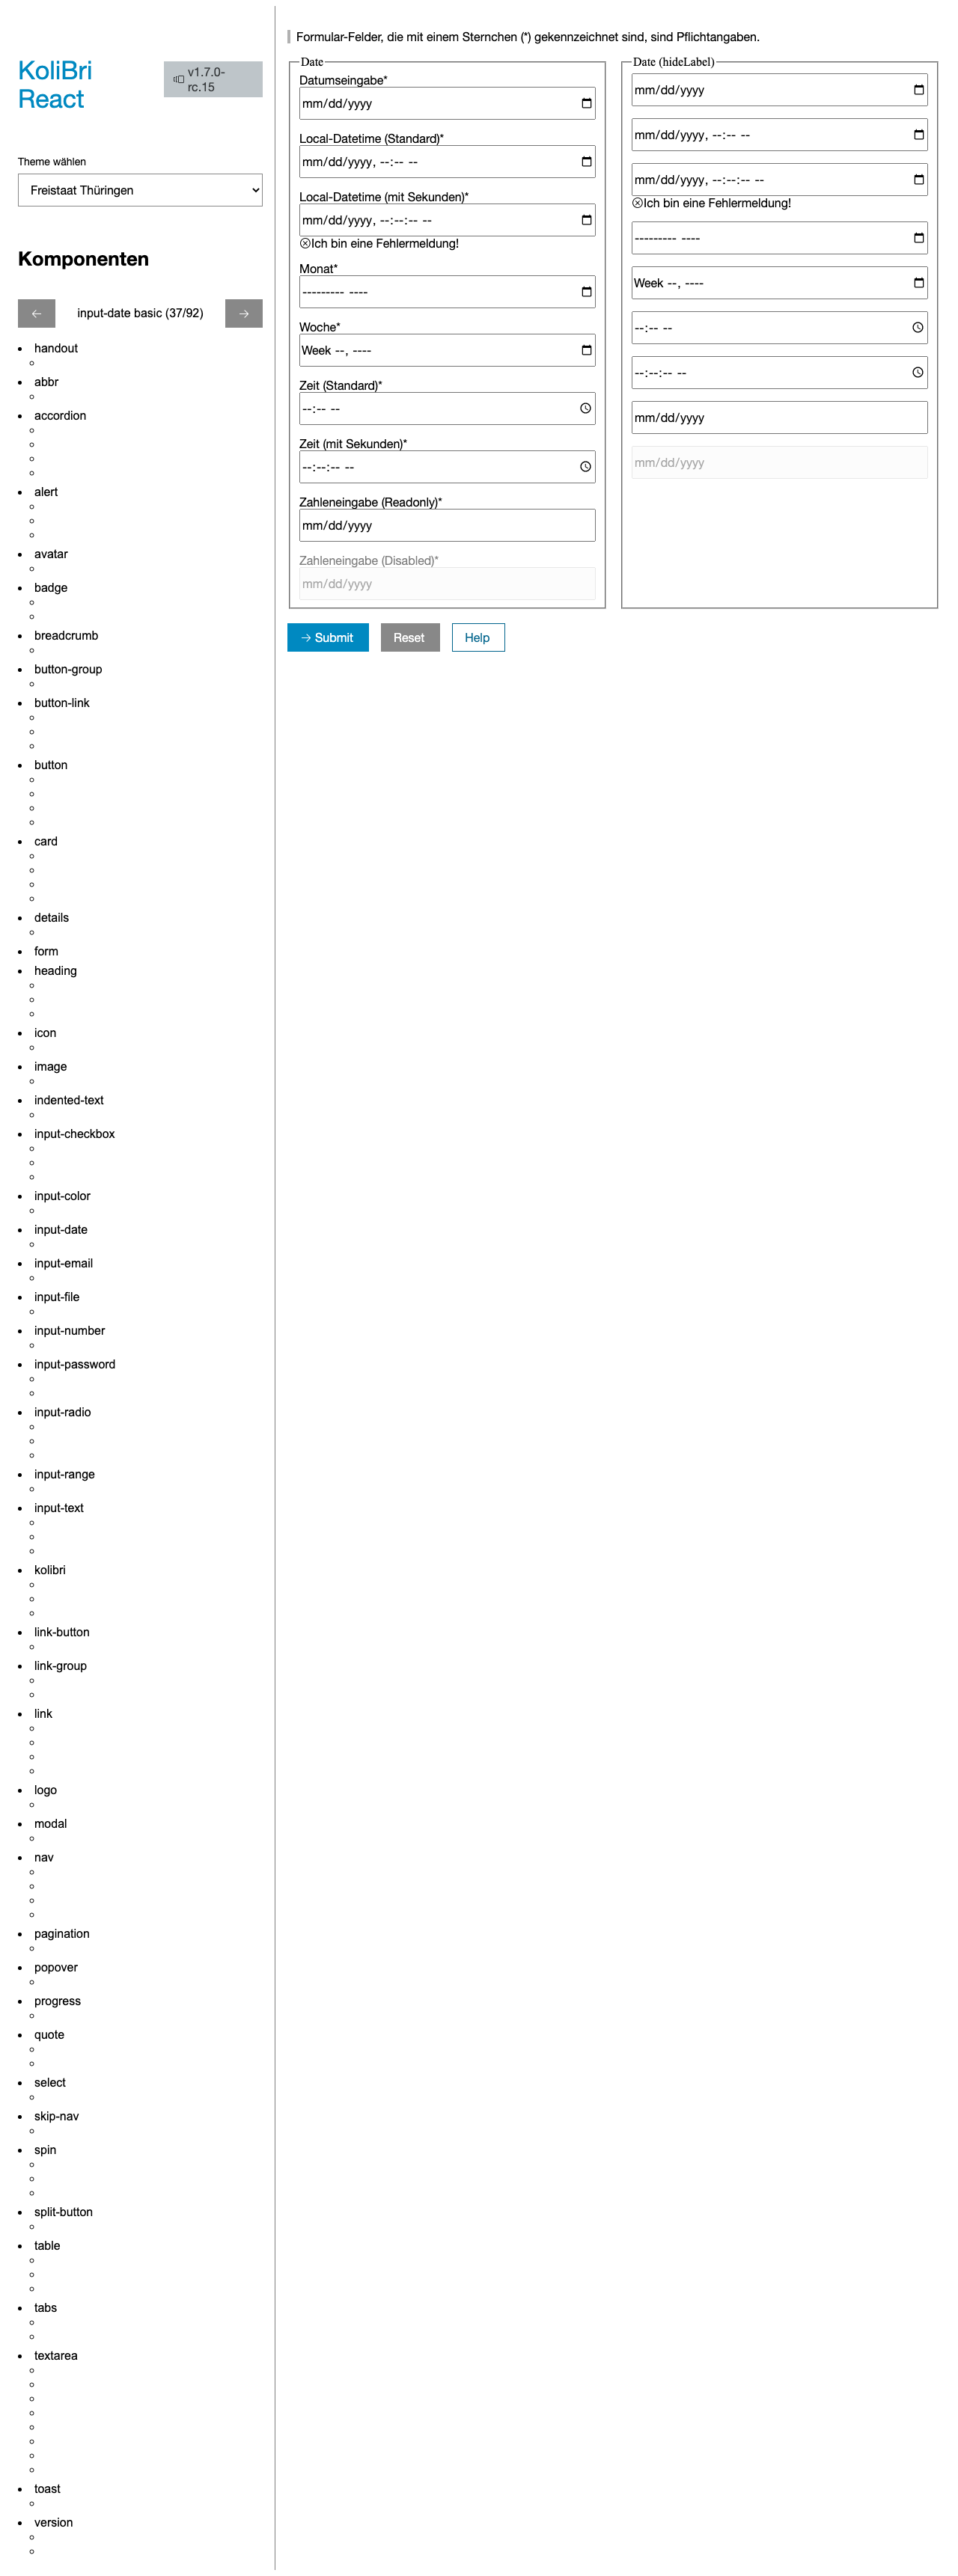 KoliBri
React
v1.7.0-
rc.15
Theme wählen
Freistaat Thüringen
Komponenten
← input-date basic (37/92) →
handout
abbr
accordion
alert
avatar
badge
breadcrumb
button-group
button-link
button
card
details
form
heading
icon
image
indented-text
input-checkbox
input-color
input-date
input-email
input-file
input-number
input-password
input-radio
input-range
input-text
kolibri
link-button
link-group
link
logo
modal
nav
pagination
popover
progress
quote
select
skip-nav
spin
split-button
table
tabs
textarea
toast
version
Formular-Felder, die mit einem Sternchen (*) gekennzeichnet sind, sind Pflichtangaben.
Date
Datumseingabe*
mm/dd/yyyy
Local-Datetime (Standard)*
mm/dd/yyyy, --:-- --
Local-Datetime (mit Sekunden)*
mm/dd/yyyy, --:--:-- --
Ich bin eine Fehlermeldung!
Monat*
--------- ----
Woche*
Week --, ----
Zeit (Standard)*
--:-- --
Zeit (mit Sekunden)*
--:--:-- --
Zahleneingabe (Readonly)*
mm/dd/yyyy
Zahleneingabe (Disabled)*
mm/dd/yyyy
Date (hideLabel)
mm/dd/yyyy
mm/dd/yyyy, --:-- --
mm/dd/yyyy, --:--:-- --
Ich bin eine Fehlermeldung!
--------- ----
Week --, ----
--:-- --
--:--:-- --
mm/dd/yyyy
mm/dd/yyyy
→ Submit
Reset
Help